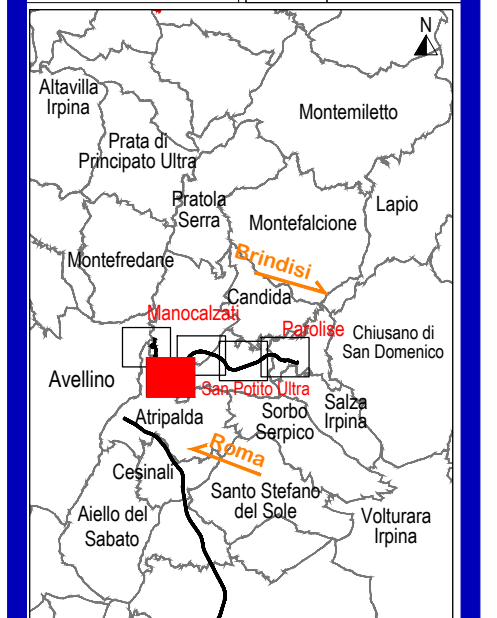 N
Altavilla
Irpina
Montemiletto
Prata di
Principato Ultra
Pratola
Serra
Lapio
Montefalcione
Montefredane
Brindisi
Candida
Manocalzati
Parolise
Chiusano di
San Domenico
Avellino
San Potito Ultra
Atripalda
Sorbo
Serpico
Salza
Irpina
Roma
Cesinali
Santo Stefano
del Sole
Aiello del
Sabato
Volturara
Irpina